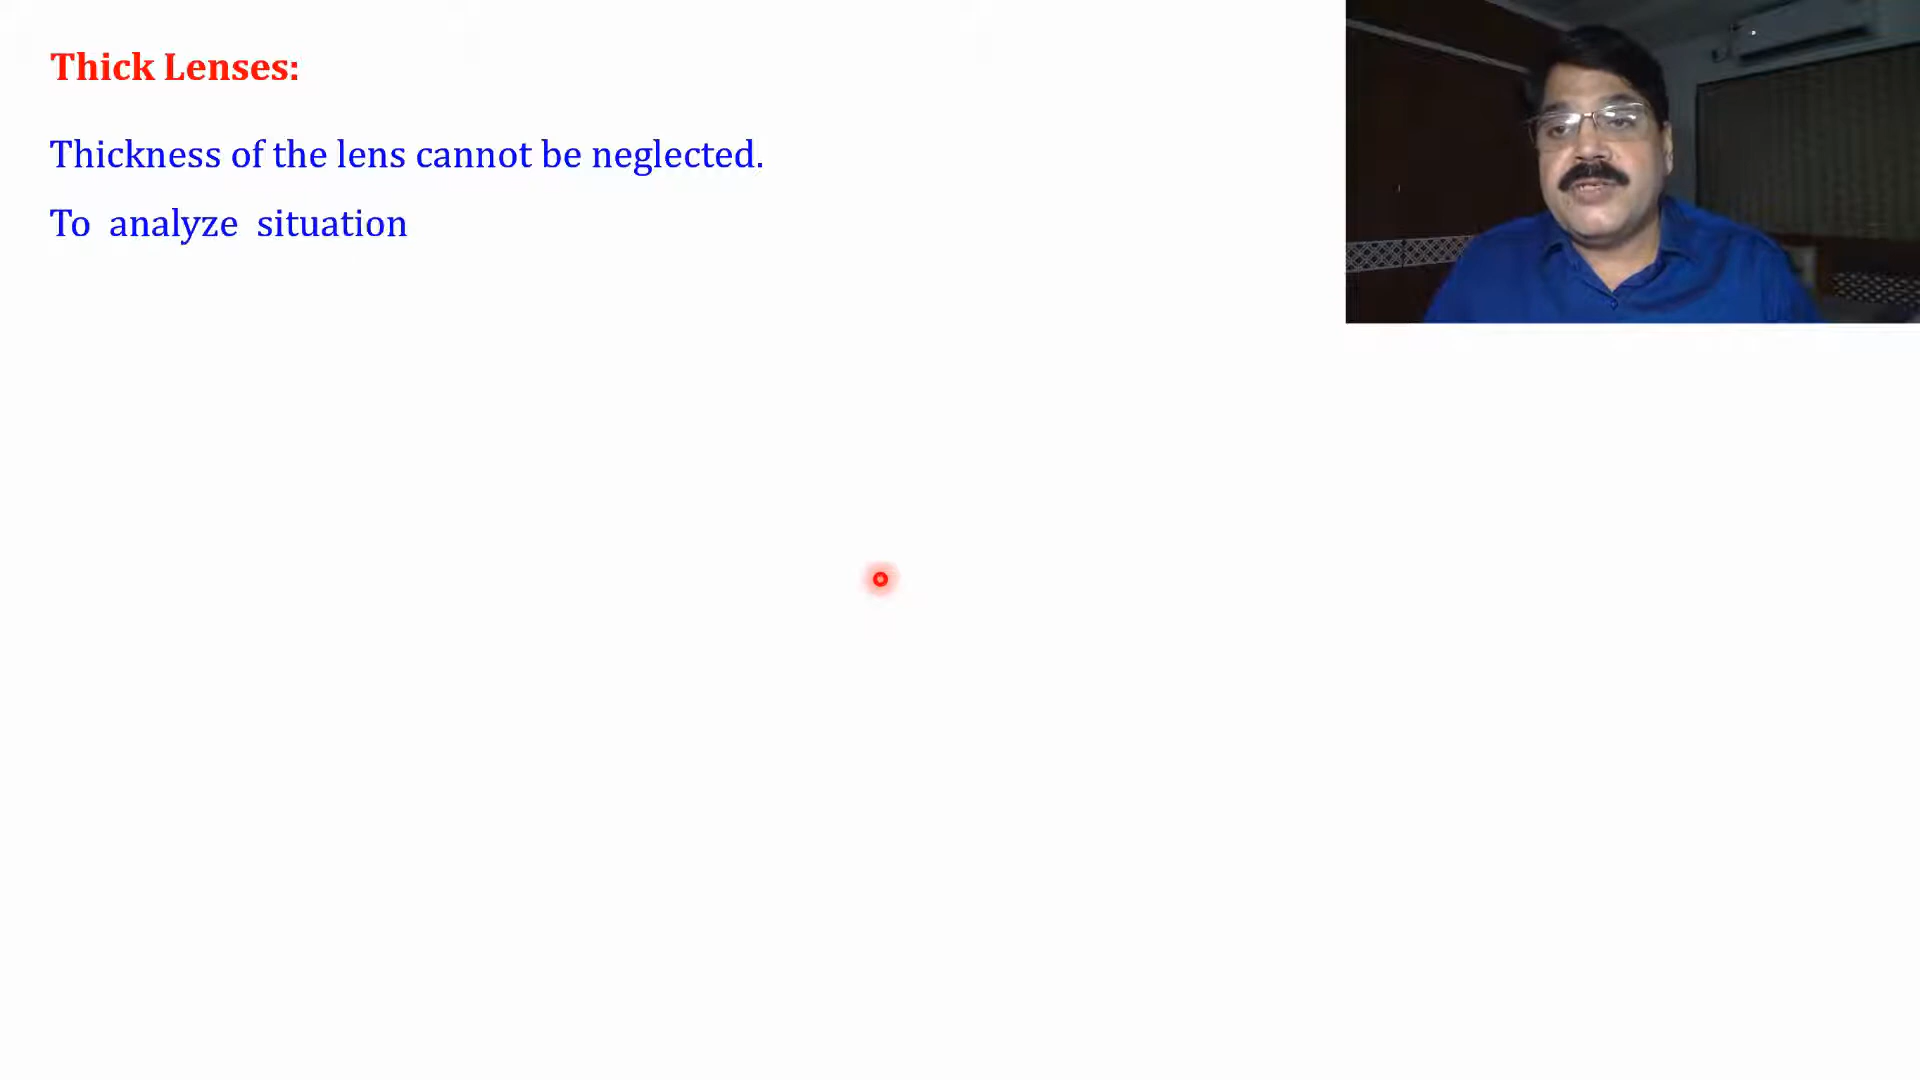 Thick Lenses:
Thickness of the lens cannot be neglected.
To analyze situation